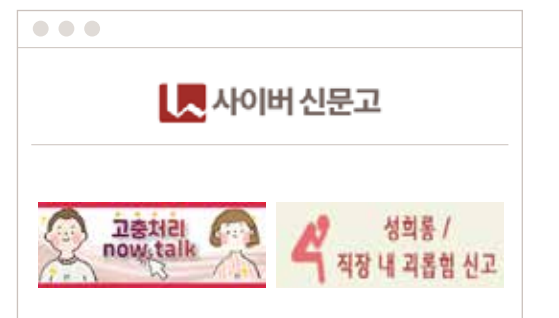 사이버 신문고
고충처리
now talk
성희롱 /
직장 내 괴롭힘 신고